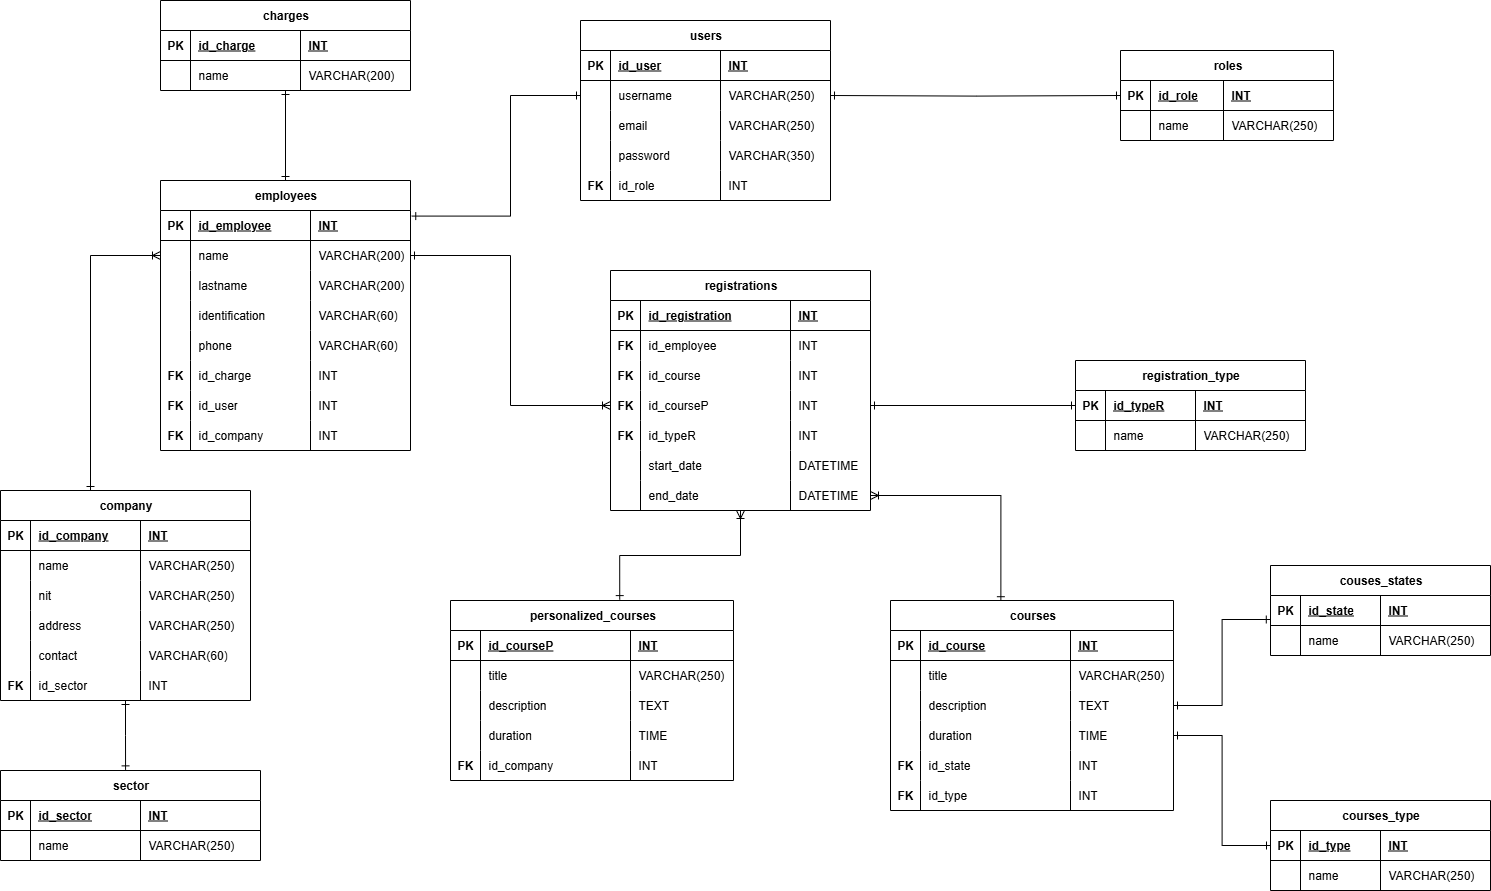 charges
PK id_charge INT
name VARCHAR(200)
users
PK id_user INT
username VARCHAR(250)
email VARCHAR(250)
password VARCHAR(350)
FK id_role INT
roles
PK id_role INT
name VARCHAR(250)
employees
PK id_employee INT
name VARCHAR(200)
lastname VARCHAR(200)
identification VARCHAR(60)
phone VARCHAR(60)
FK id_charge INT
FK id_user INT
FK id_company INT
registrations
PK id_registration INT
FK id_employee INT
FK id_course INT
FK id_courseP INT
FK id_typeR INT
start_date DATETIME
end_date DATETIME
registration_type
PK id_typeR INT
name VARCHAR(250)
company
PK id_company INT
name VARCHAR(250)
nit VARCHAR(250)
address VARCHAR(250)
contact VARCHAR(60)
FK id_sector INT
sector
PK id_sector INT
name VARCHAR(250)
personalized_courses
PK id_courseP INT
title VARCHAR(250)
description TEXT
duration TIME
FK id_company INT
courses
PK id_course INT
title VARCHAR(250)
description TEXT
duration TIME
FK id_state INT
FK id_type INT
couses_states
PK id_state INT
name VARCHAR(250)
courses_type
PK id_type INT
name VARCHAR(250)